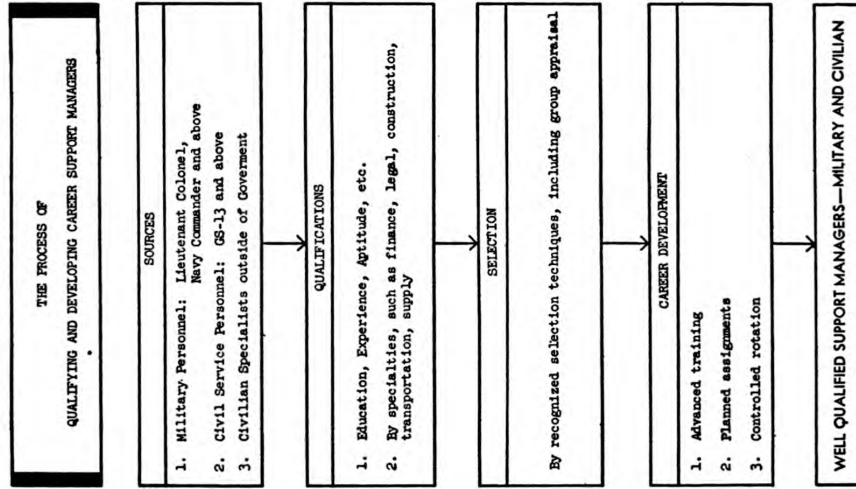 THE PROCESS OF
QUALIFYING AND DEVELOPING CAREER SUPPORT MANAGERS
SOURCES
1. Military Personnel: Lieutenant Colonel,
Navy Commander and above
2. Civil Service Personnel: GS-13 and above
3. Civilian Specialists outside of Goverment
QUALIFICATIONS
1. Education, Experience, Aptitude, etc.
2. By specialties, such as finance, legal, construction,
transportation, supply
SELECTION
By recognized selection techniques, including group appraisal
CAREER DEVELOPMENT
1. Advanced training
2. Planned assignments
3. Controlled rotation
WELL QUALIFIED SUPPORT MANAGERS—MILITARY AND CIVILIAN